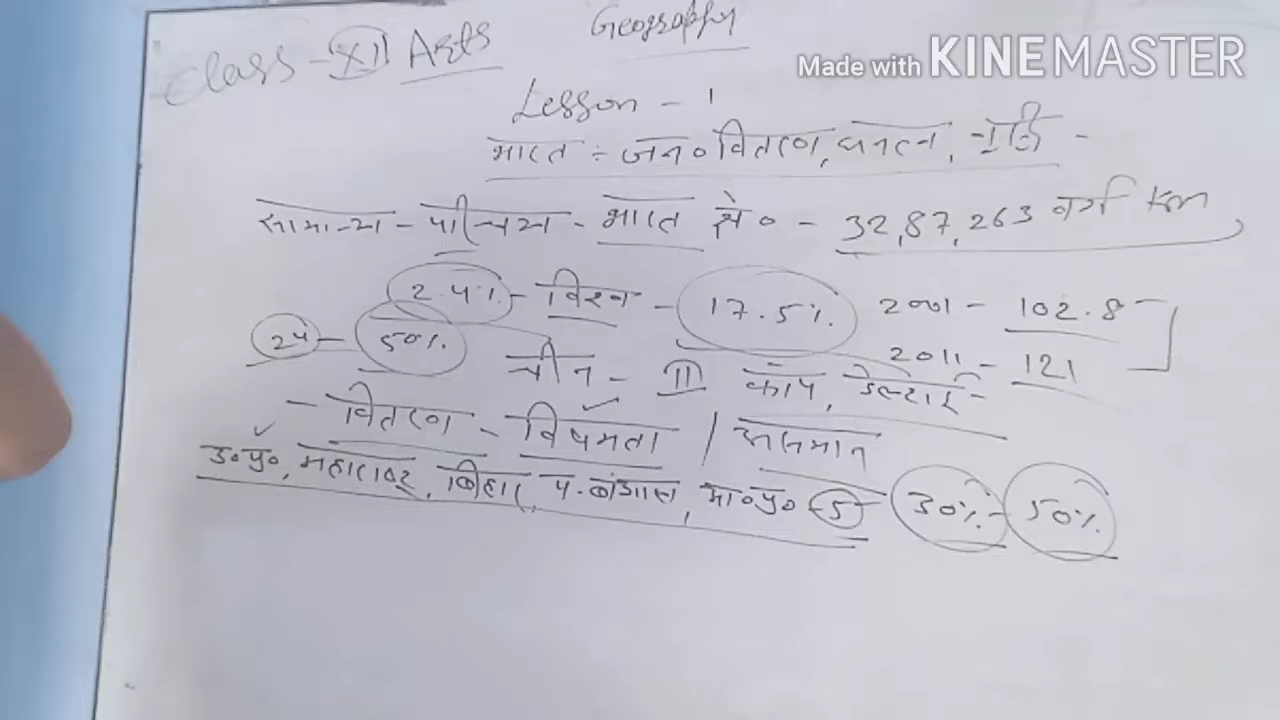 Class - XII Arts Geography
Made with KINEMASTER
Lesson - 1
भारत :- जन० वितरण, घनत्व, वृद्धि -
सामान्य - परिचय - भारत क्षे० - 32,87,263 वर्ग Km
2.4% - विश्व - 17.5% 2001 - 102.8
24 - 50% चीन - II कांप, डेल्टाई - 2011 - 121
- वितरण - विषमता / असमान
उ०प्र०, महाराष्ट्र, बिहार, प. बंगाल, आ०प्र० 5 30% - 50%